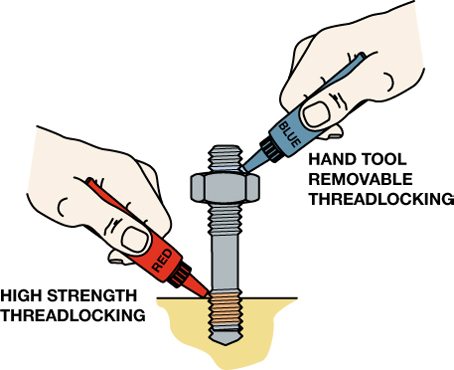 BLUE
HAND TOOL
REMOVABLE
THREADLOCKING
RED
HIGH STRENGTH
THREADLOCKING